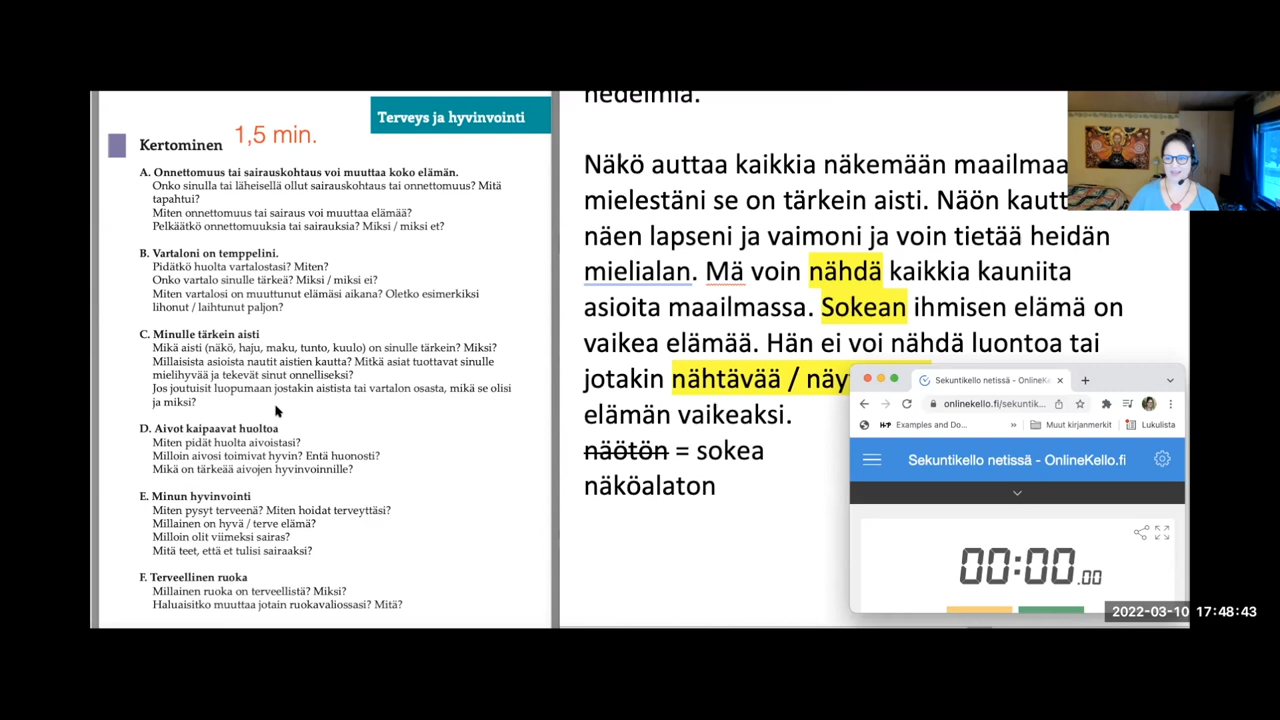 Terveys ja hyvinvointi
Kertominen 1,5 min.
A. Onnettomuus tai sairauskohtaus voi muuttaa koko elämän.
Onko sinulla tai läheisellä ollut sairauskohtaus tai onnettomuus? Mitä
tapahtui?
Miten onnettomuus tai sairaus voi muuttaa elämää?
Pelkäätkö onnettomuuksia tai sairauksia? Miksi / miksi et?
B. Vartaloni on temppelini.
Pidätkö huolta vartalostasi? Miten?
Onko vartalo sinulle tärkeä? Miksi / miksi ei?
Miten vartalosi on muuttunut elämäsi aikana? Oletko esimerkiksi
lihonut / laihtunut paljon?
C. Minulle tärkein aisti
Mikä aisti (näkö, haju, maku, tunto, kuulo) on sinulle tärkein? Miksi?
Millaisista asioista nautit aistien kautta? Mitkä asiat tuottavat sinulle
mielihyvää ja tekevät sinut onnelliseksi?
Jos joutuisit luopumaan jostakin aistista tai vartalon osasta, mikä se olisi
ja miksi?
D. Aivot kaipaavat huoltoa
Miten pidät huolta aivoistasi?
Milloin aivosi toimivat hyvin? Entä huonosti?
Mikä on tärkeää aivojen hyvinvoinnille?
E. Minun hyvinvointi
Miten pysyt terveenä? Miten hoidat terveyttäsi?
Millainen on hyvä / terve elämä?
Milloin olit viimeksi sairas?
Mitä teet, että et tulisi sairaaksi?
F. Terveellinen ruoka
Millainen ruoka on terveellistä? Miksi?
Haluaisitko muuttaa jotain ruokavaliossasi? Mitä?
hedelmiä.
Näkö auttaa kaikkia näkemään maailmaa
mielestäni se on tärkein aisti. Näön kautt
näen lapseni ja vaimoni ja voin tietää heidän
mielialan. Mä voin nähdä kaikkia kauniita
asioita maailmassa. Sokean ihmisen elämä on
vaikea elämää. Hän ei voi nähdä luontoa tai
jotakin nähtävää / näy
elämän vaikeaksi.
näötön = sokea
näköalaton
Sekuntikello netissä - OnlineK
onlinekello.fi/sekuntik...
Examples and Do... » Muut kirjanmerkit Lukulista
Sekuntikello netissä - OnlineKello.fi
00:00.00
2022-03-10 17:48:43